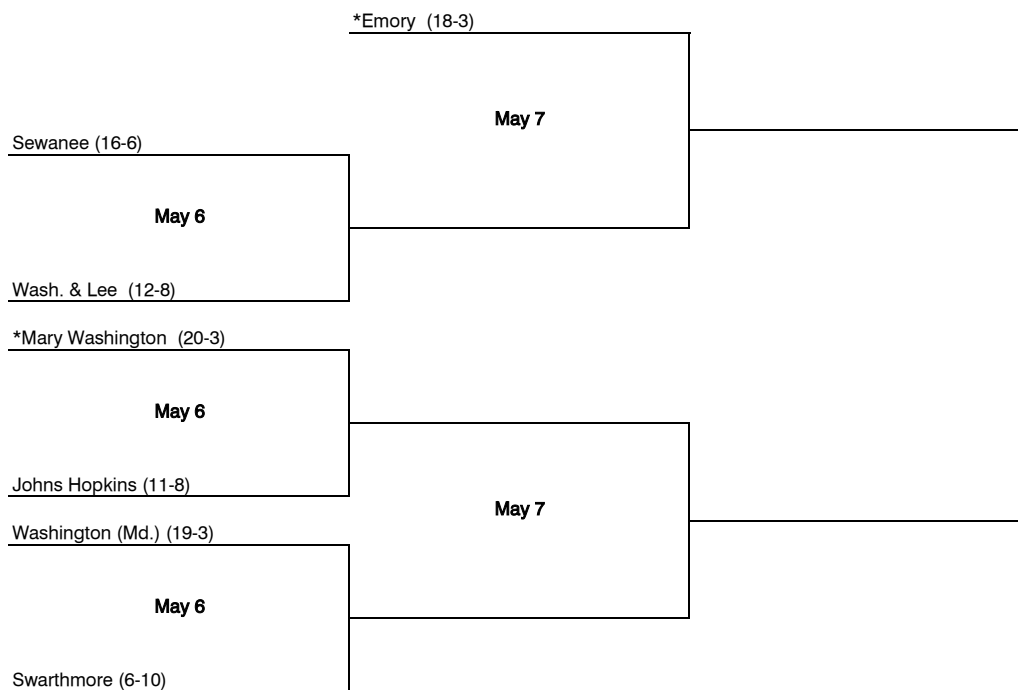 *Emory (18-3)
May 7
Sewanee (16-6)
May 6
Wash. & Lee (12-8)
*Mary Washington (20-3)
May 6
Johns Hopkins (11-8)
May 7
Washington (Md.) (19-3)
May 6
Swarthmore (6-10)